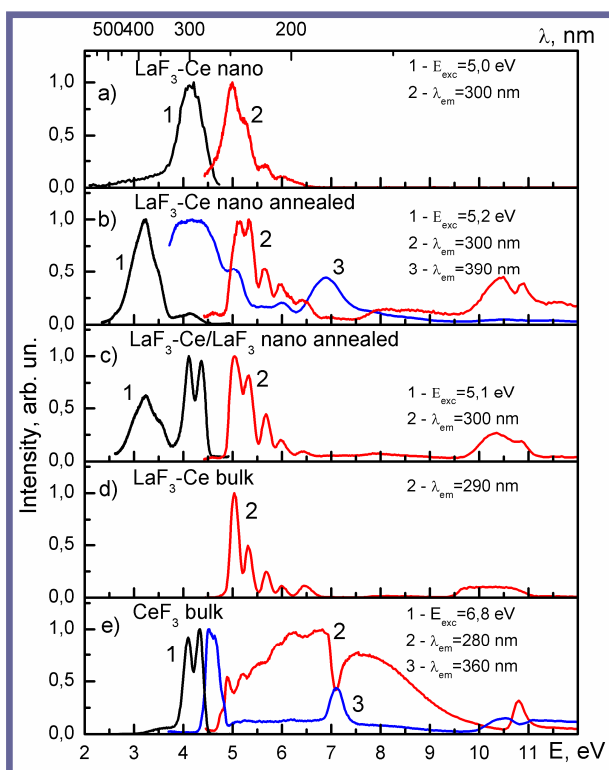 500 400 300 200 λ, nm
Intensity, arb. un.
a) LaF₃-Ce nano
1 - Eₑₓc=5,0 eV
2 - λₑₘ=300 nm
1 2
1,0
0,5
0,0
b) LaF₃-Ce nano annealed
1 - Eₑₓc=5,2 eV
2 - λₑₘ=300 nm
3 - λₑₘ=390 nm
1 2 3
1,0
0,5
0,0
c) LaF₃-Ce/LaF₃ nano annealed
1 - Eₑₓc=5,1 eV
2 - λₑₘ=300 nm
1 2
1,0
0,5
0,0
d) LaF₃-Ce bulk
2 - λₑₘ=290 nm
2
1,0
0,5
0,0
e) CeF₃ bulk
1 - Eₑₓc=6,8 eV
2 - λₑₘ=280 nm
3 - λₑₘ=360 nm
1 2 3
1,0
0,5
0,0
2 3 4 5 6 7 8 9 10 11 E, eV